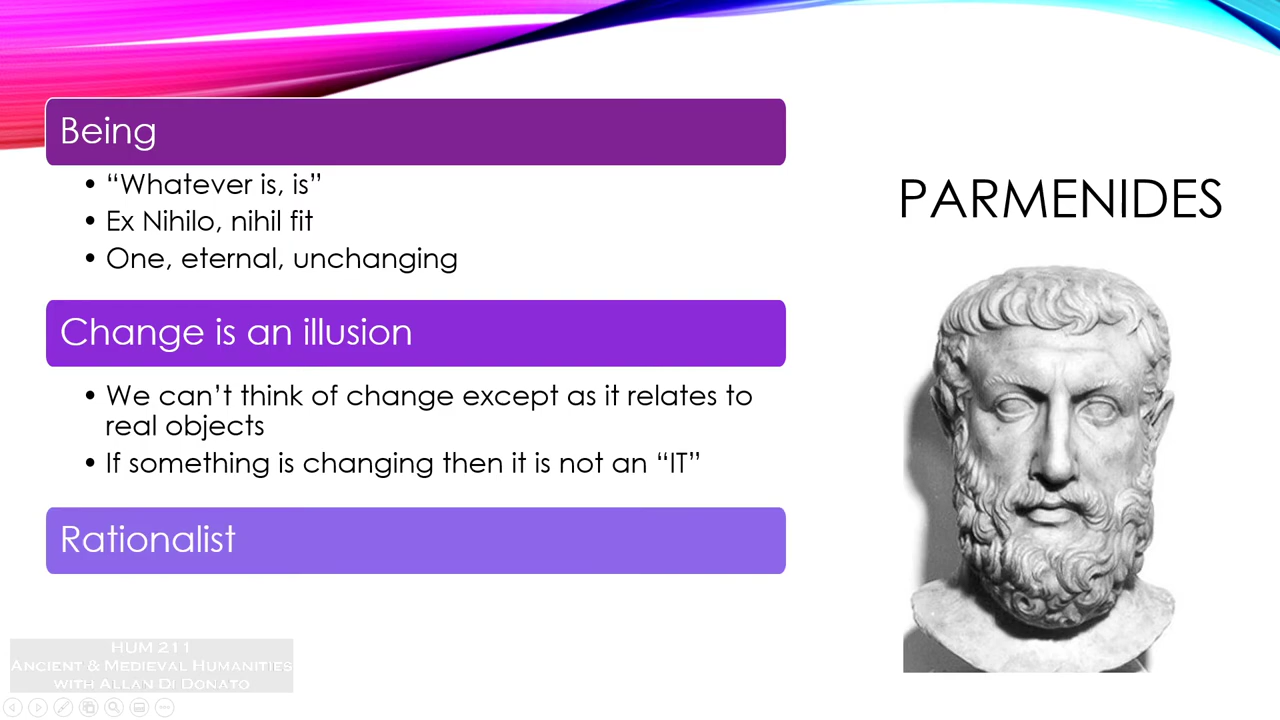 Being
• “Whatever is, is”
• Ex Nihilo, nihil fit
• One, eternal, unchanging
Change is an illusion
• We can’t think of change except as it relates to
real objects
• If something is changing then it is not an “IT”
Rationalist
PARMENIDES
HUM 211
Ancient & Medieval Humanities
with Allan Di Donato